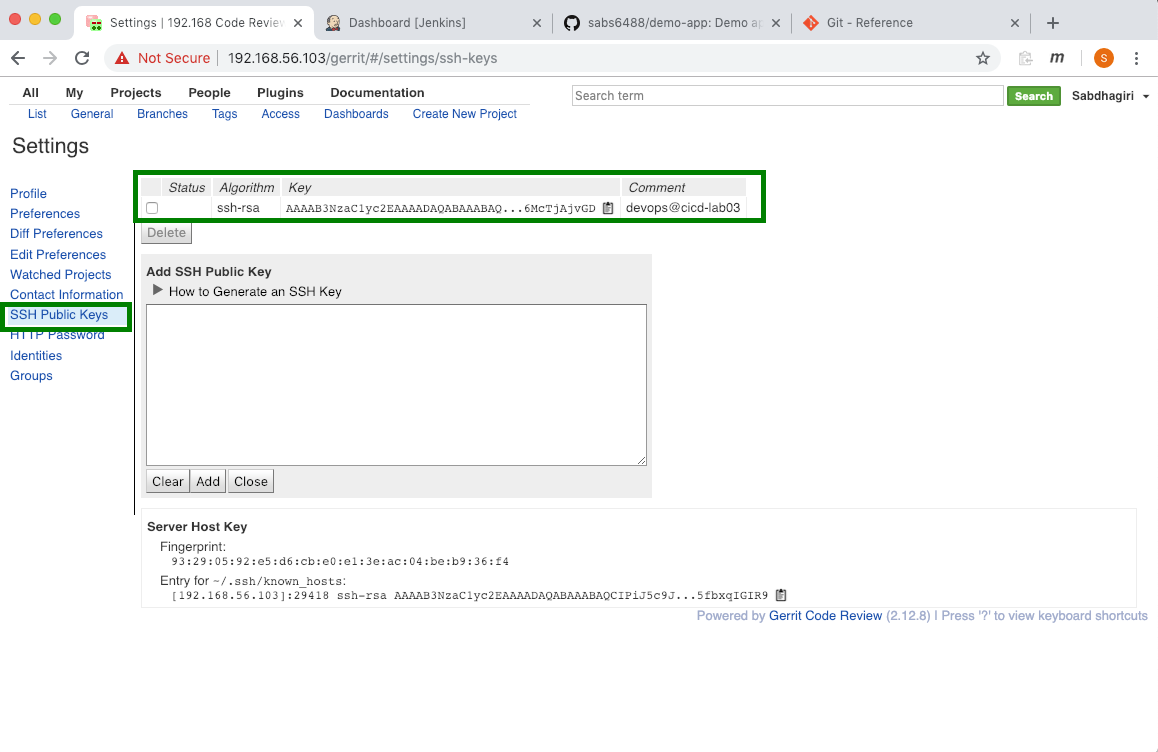 Settings | 192.168 Code Review
Dashboard [Jenkins]
sabs6488/demo-app: Demo ap
Git - Reference
Not Secure
192.168.56.103/gerrit/#/settings/ssh-keys
m
S
All My Projects People Plugins Documentation
List General Branches Tags Access Dashboards Create New Project
Search term
Search
Sabdhagiri
Settings
Profile
Preferences
Diff Preferences
Edit Preferences
Watched Projects
Contact Information
SSH Public Keys
HTTP Password
Identities
Groups
Status Algorithm Key Comment
ssh-rsa AAAAB3NzaC1yc2EAAAADAQABAAABAQ...6McTjAjvGD devops@cicd-lab03
Delete
Add SSH Public Key
How to Generate an SSH Key
Clear Add Close
Server Host Key
Fingerprint:
93:29:05:92:e5:d6:cb:e0:e1:3e:ac:04:be:b9:36:f4
Entry for ~/.ssh/known_hosts:
[192.168.56.103]:29418 ssh-rsa AAAAB3NzaC1yc2EAAAADAQABAAABAQCIPiJ5c9J...5fbxqIGIR9
Powered by Gerrit Code Review (2.12.8) | Press '?' to view keyboard shortcuts